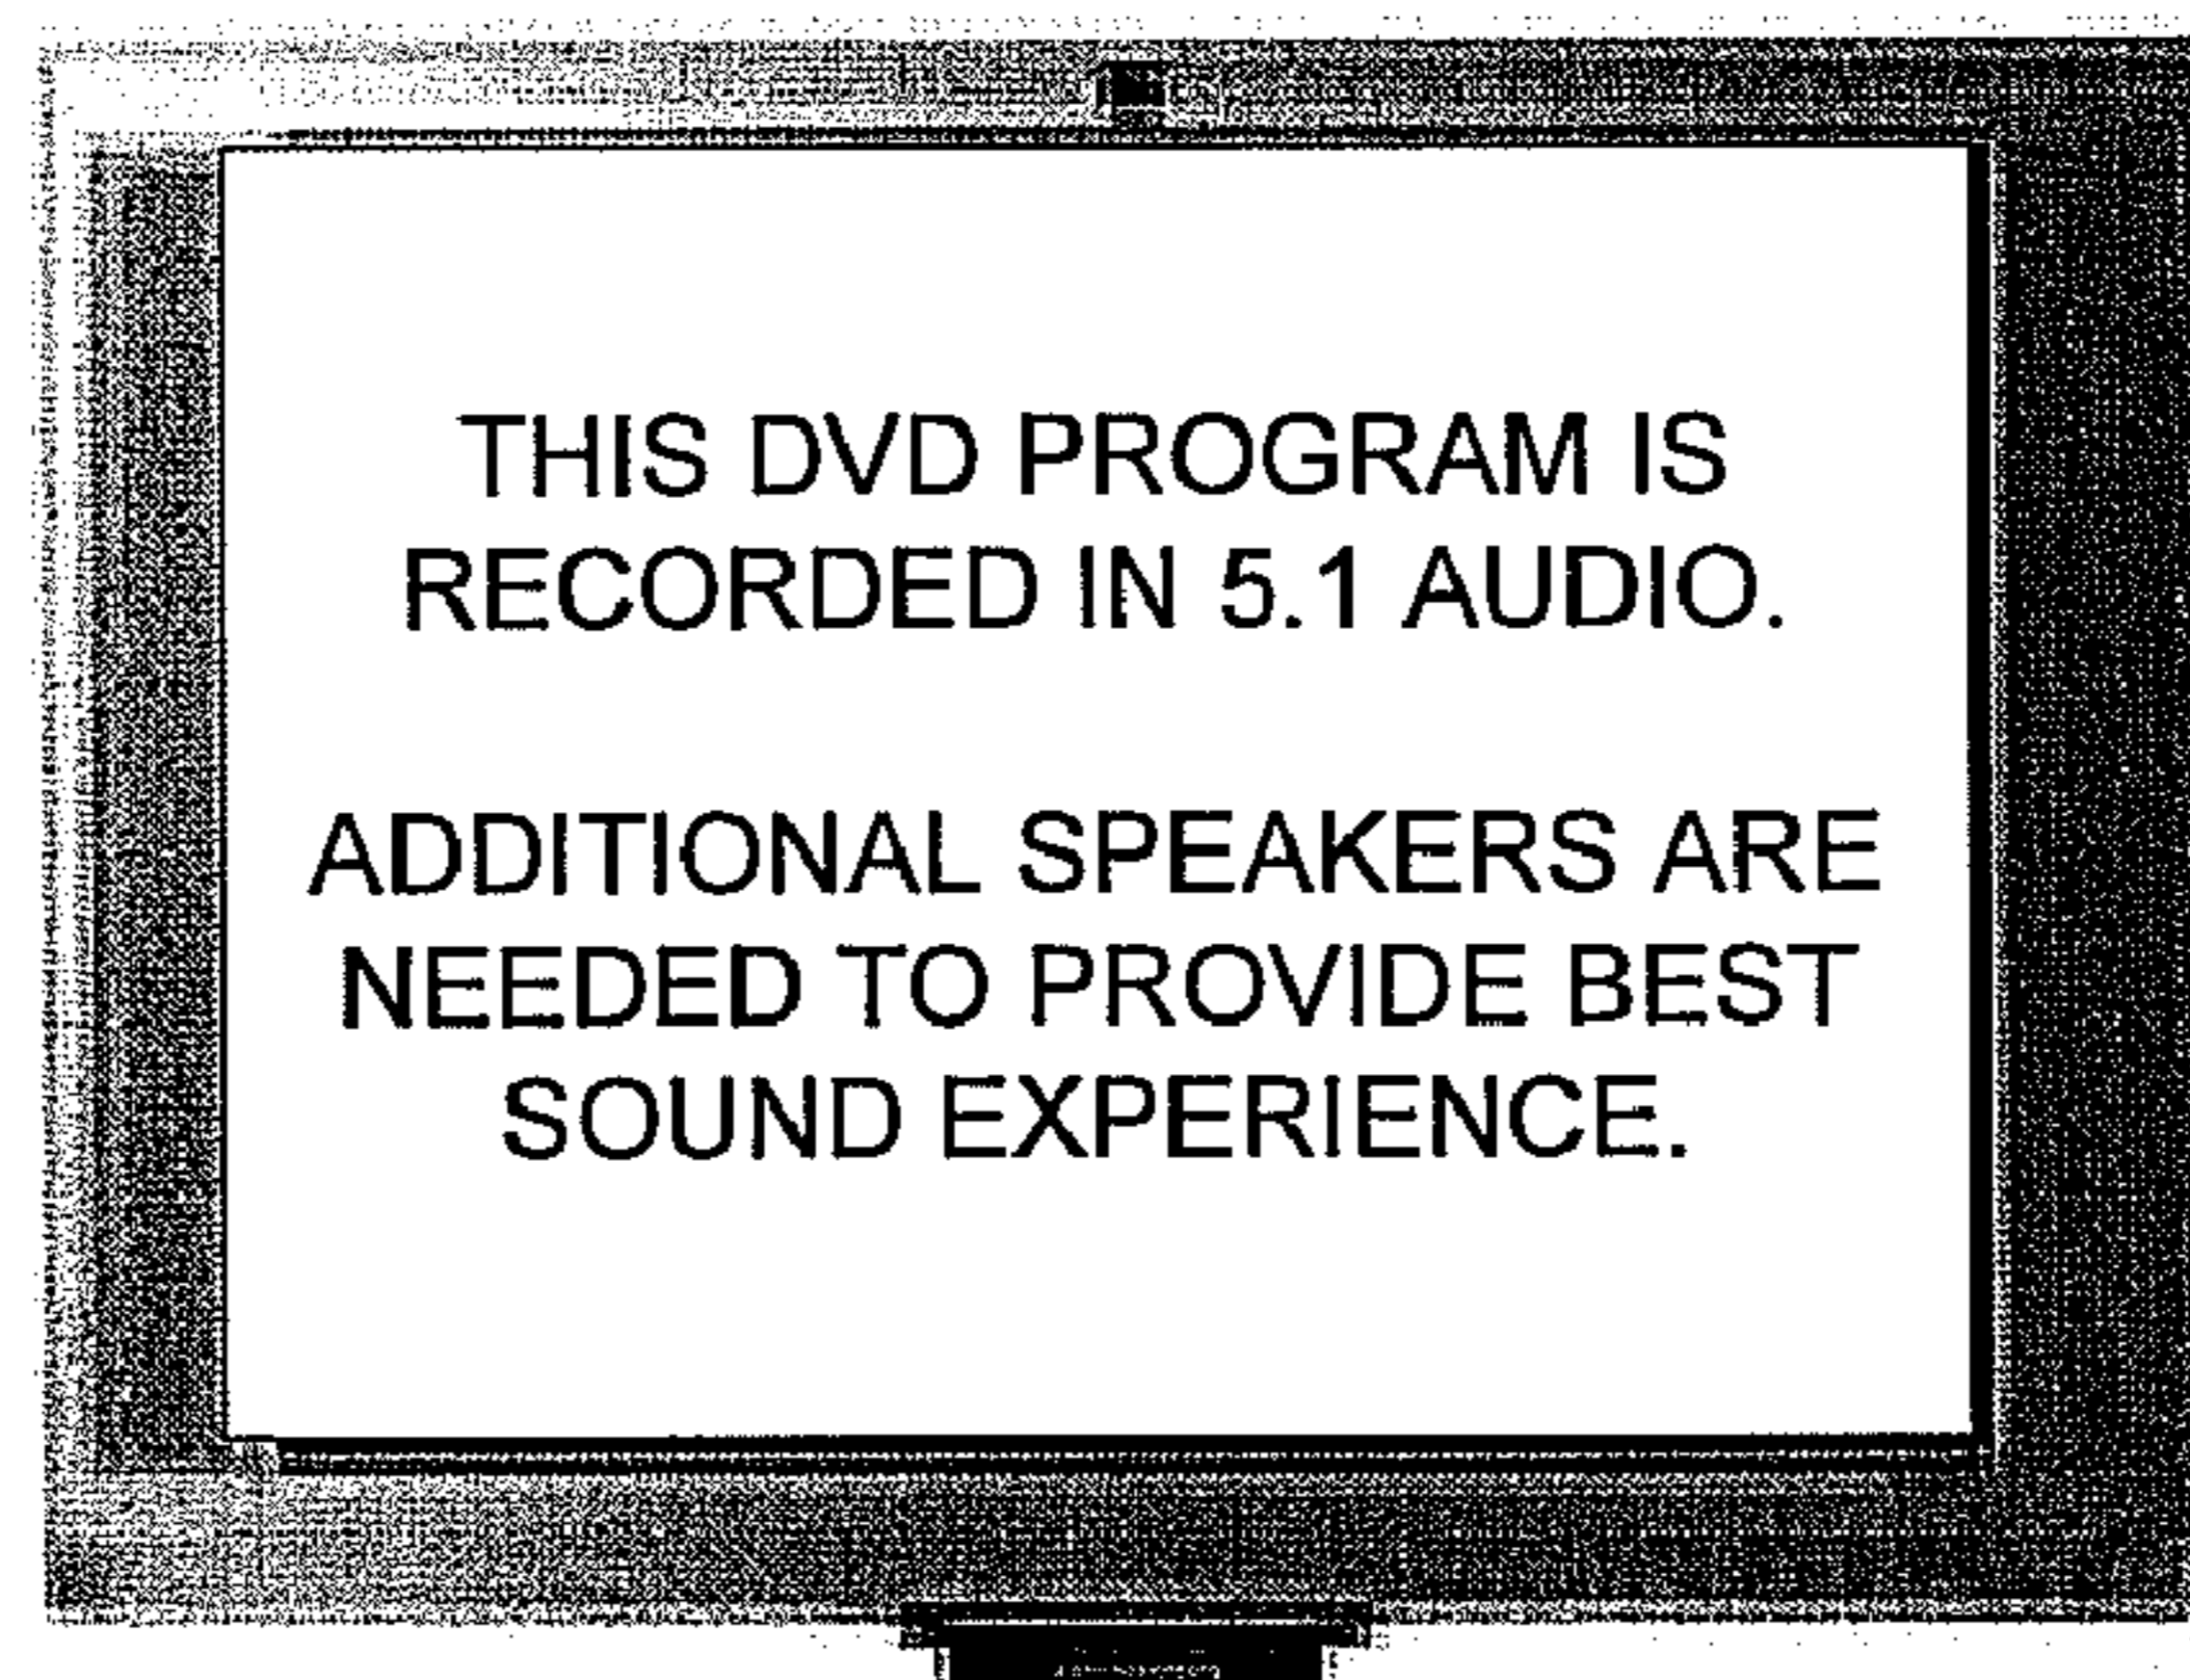 THIS DVD PROGRAM IS
RECORDED IN 5.1 AUDIO.
ADDITIONAL SPEAKERS ARE
NEEDED TO PROVIDE BEST
SOUND EXPERIENCE.